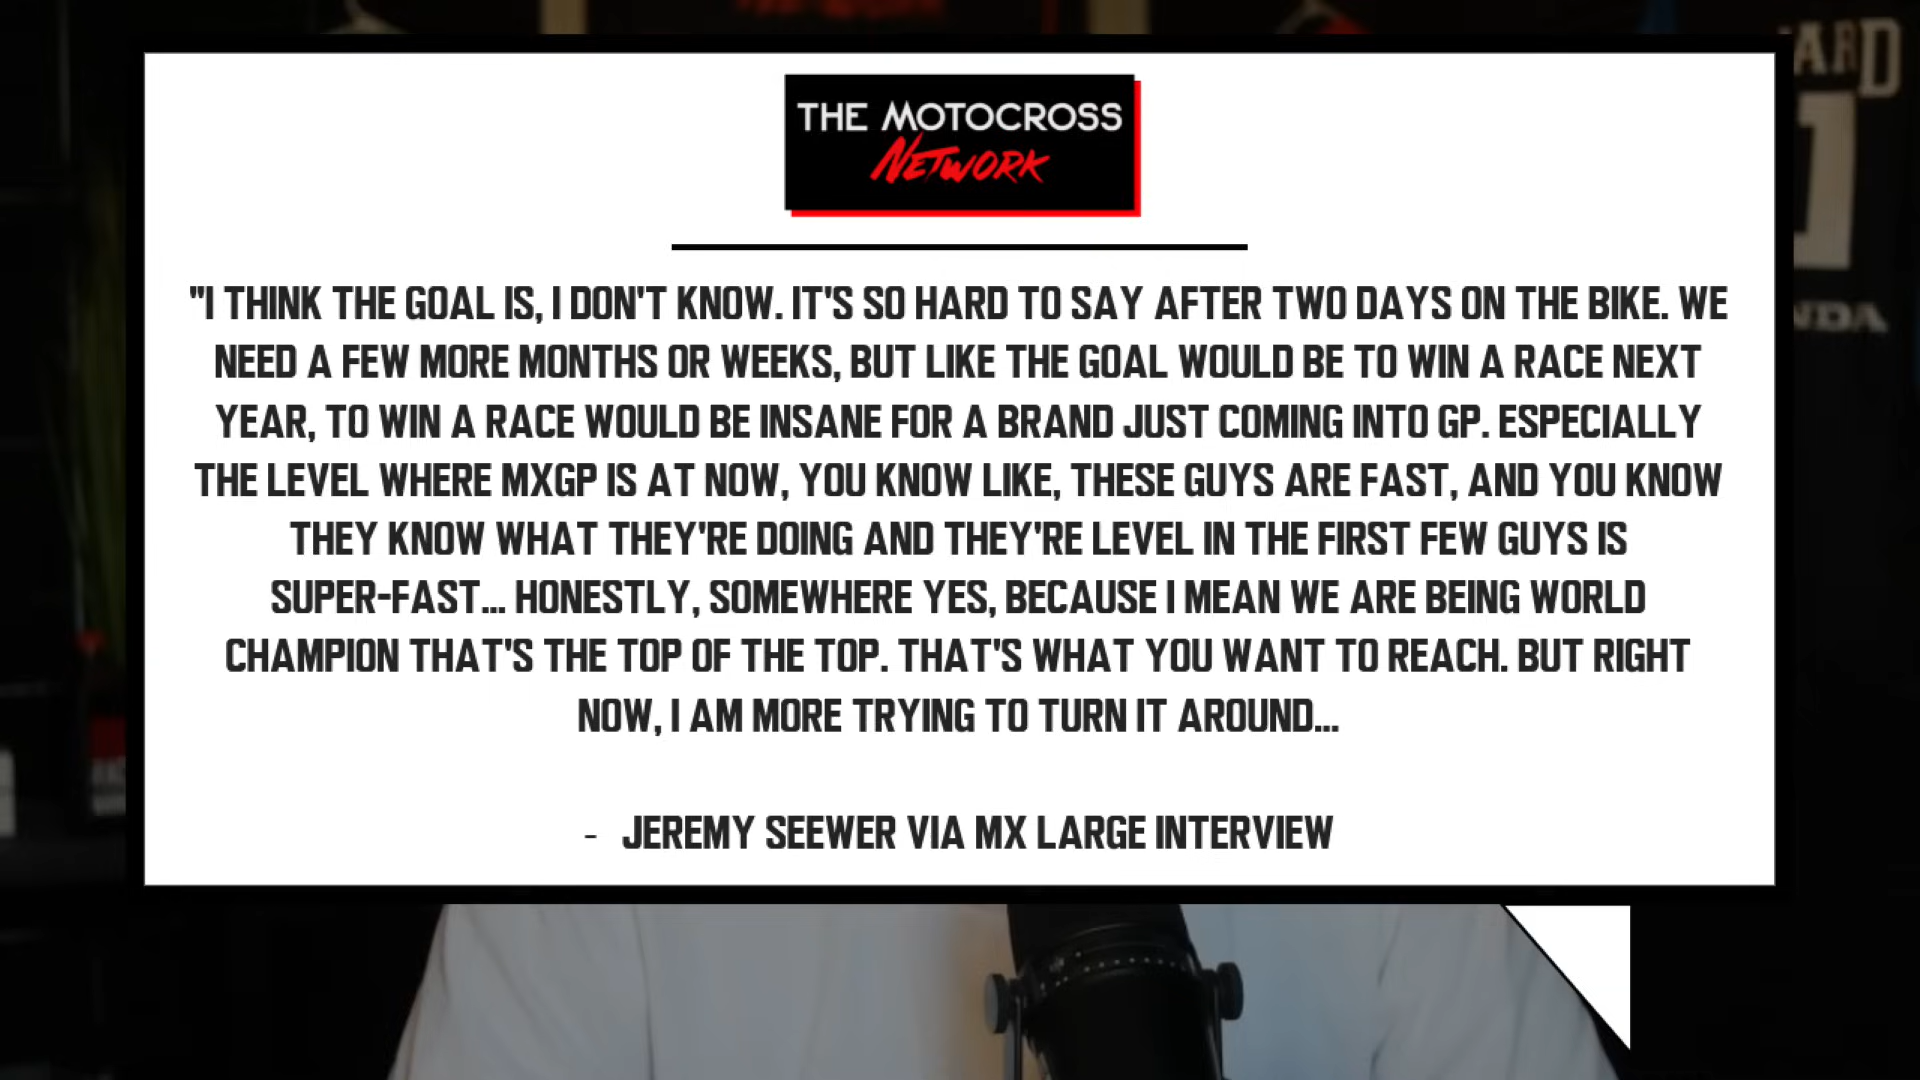 ARD
1
NDA
THE MOTOCROSS
NETWORK
"I THINK THE GOAL IS, I DON'T KNOW. IT'S SO HARD TO SAY AFTER TWO DAYS ON THE BIKE. WE
NEED A FEW MORE MONTHS OR WEEKS, BUT LIKE THE GOAL WOULD BE TO WIN A RACE NEXT
YEAR, TO WIN A RACE WOULD BE INSANE FOR A BRAND JUST COMING INTO GP. ESPECIALLY
THE LEVEL WHERE MXGP IS AT NOW, YOU KNOW LIKE, THESE GUYS ARE FAST, AND YOU KNOW
THEY KNOW WHAT THEY'RE DOING AND THEY'RE LEVEL IN THE FIRST FEW GUYS IS
SUPER-FAST... HONESTLY, SOMEWHERE YES, BECAUSE I MEAN WE ARE BEING WORLD
CHAMPION THAT'S THE TOP OF THE TOP. THAT'S WHAT YOU WANT TO REACH. BUT RIGHT
NOW, I AM MORE TRYING TO TURN IT AROUND...
- JEREMY SEEWER VIA MX LARGE INTERVIEW